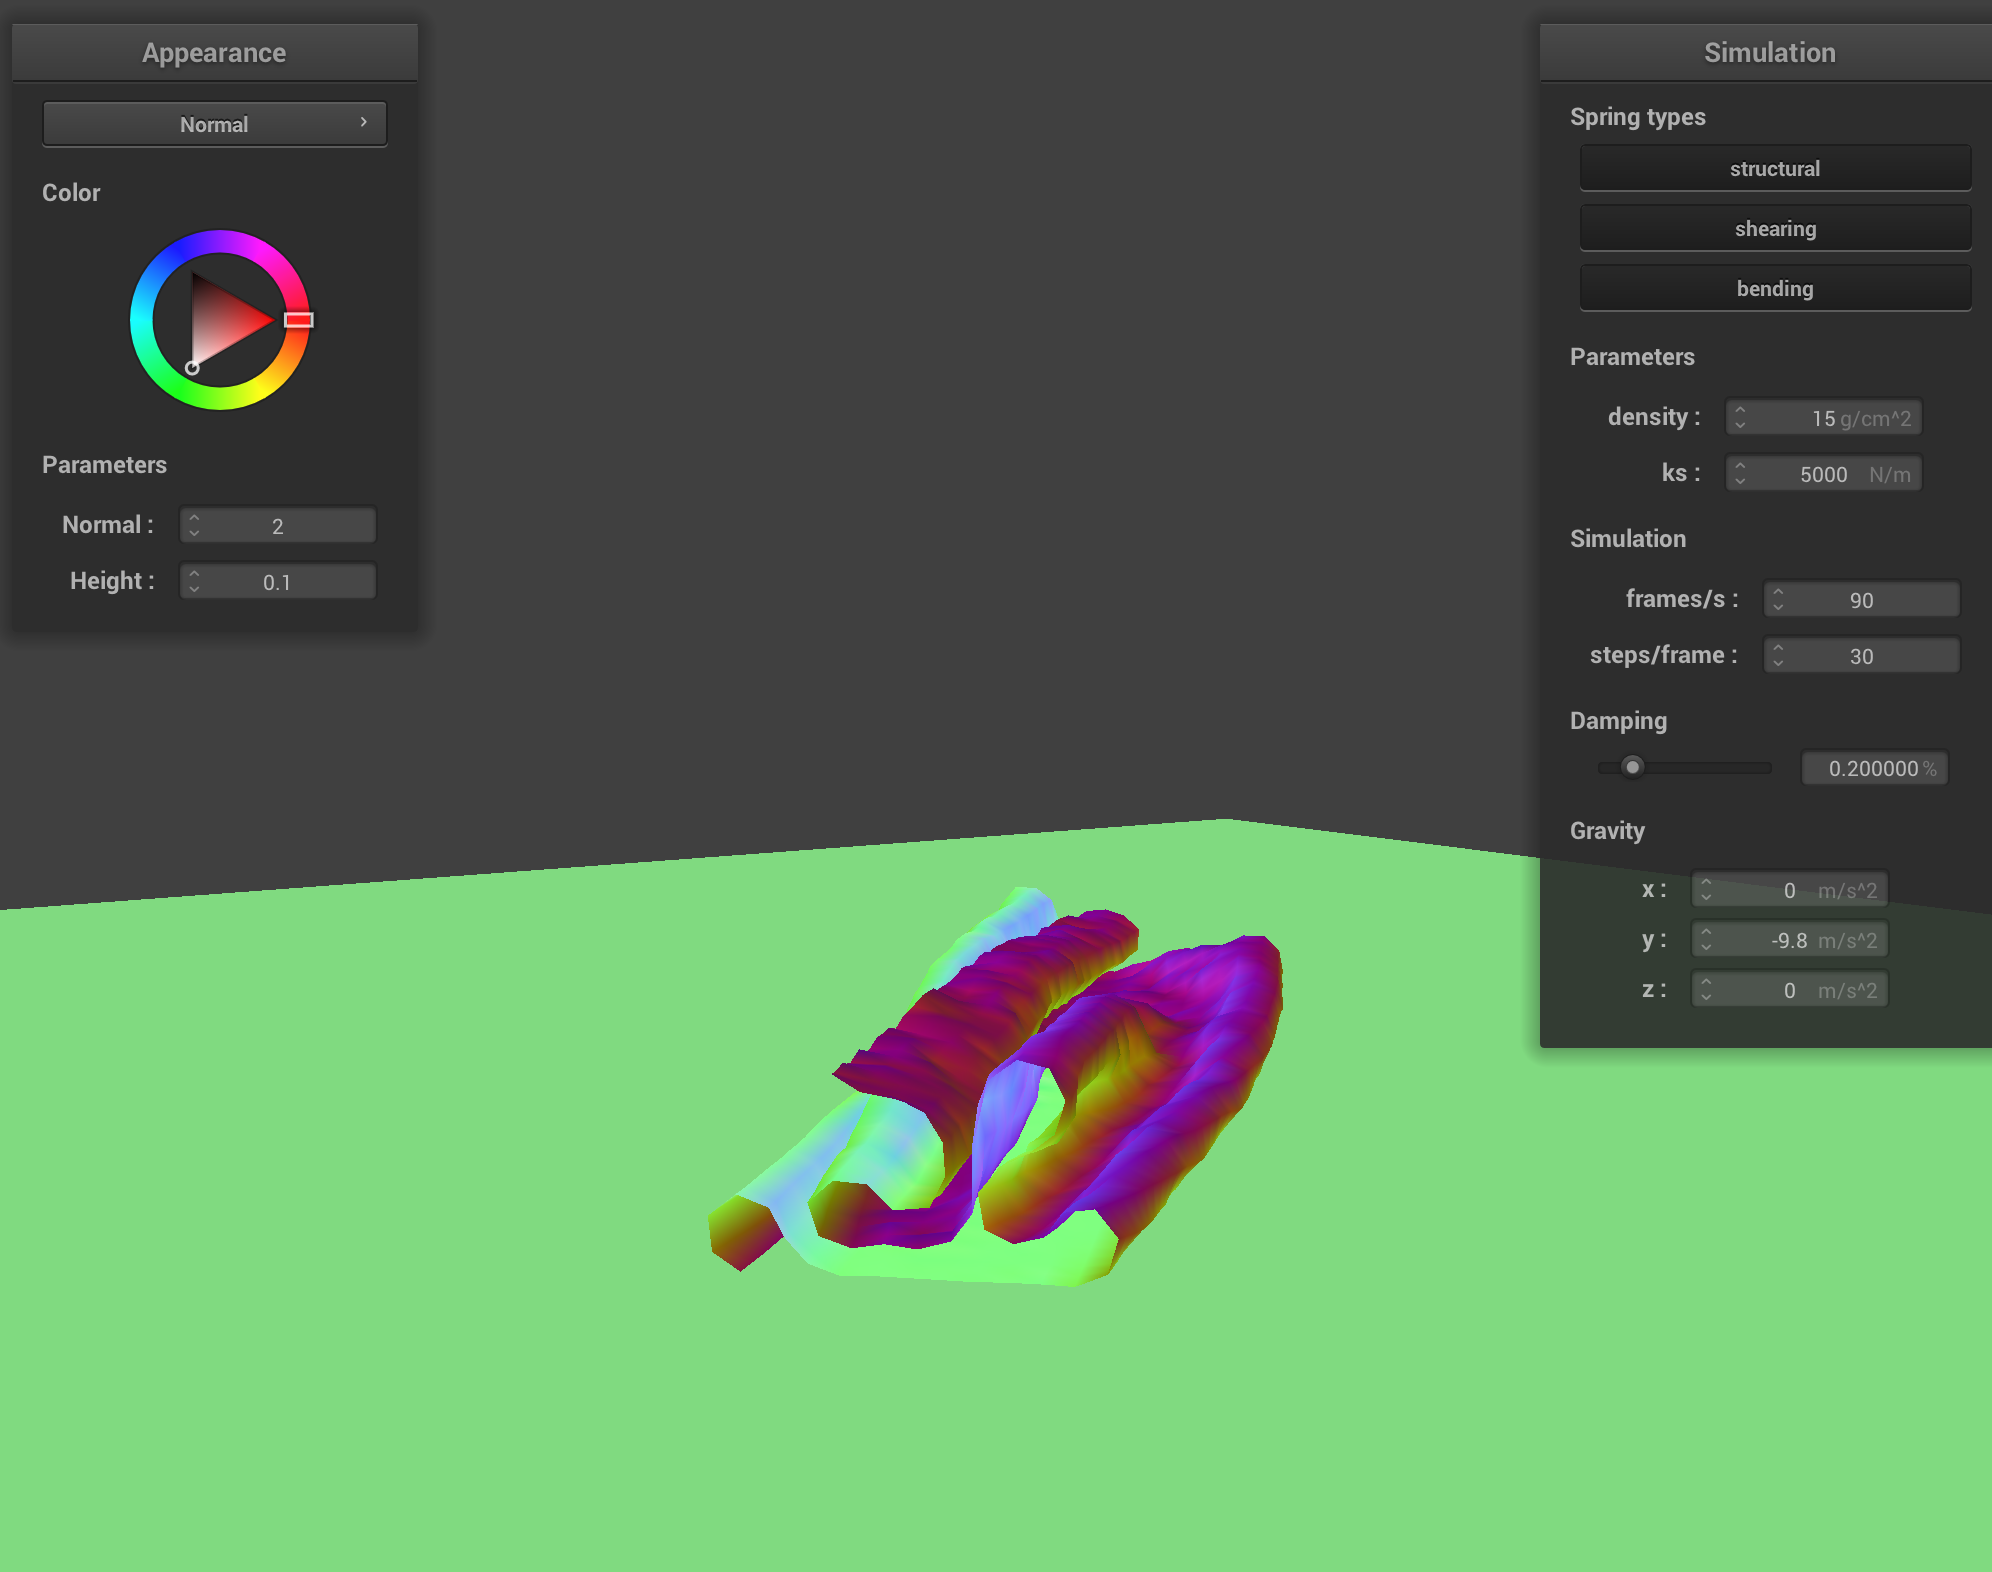 Appearance
Normal
Color
Parameters
Normal : 2
Height : 0.1
Simulation
Spring types
structural
shearing
bending
Parameters
density : 15 g/cm^2
ks : 5000 N/m
Simulation
frames/s : 90
steps/frame : 30
Damping
0.200000 %
Gravity
x : 0 m/s^2
y : -9.8 m/s^2
z : 0 m/s^2